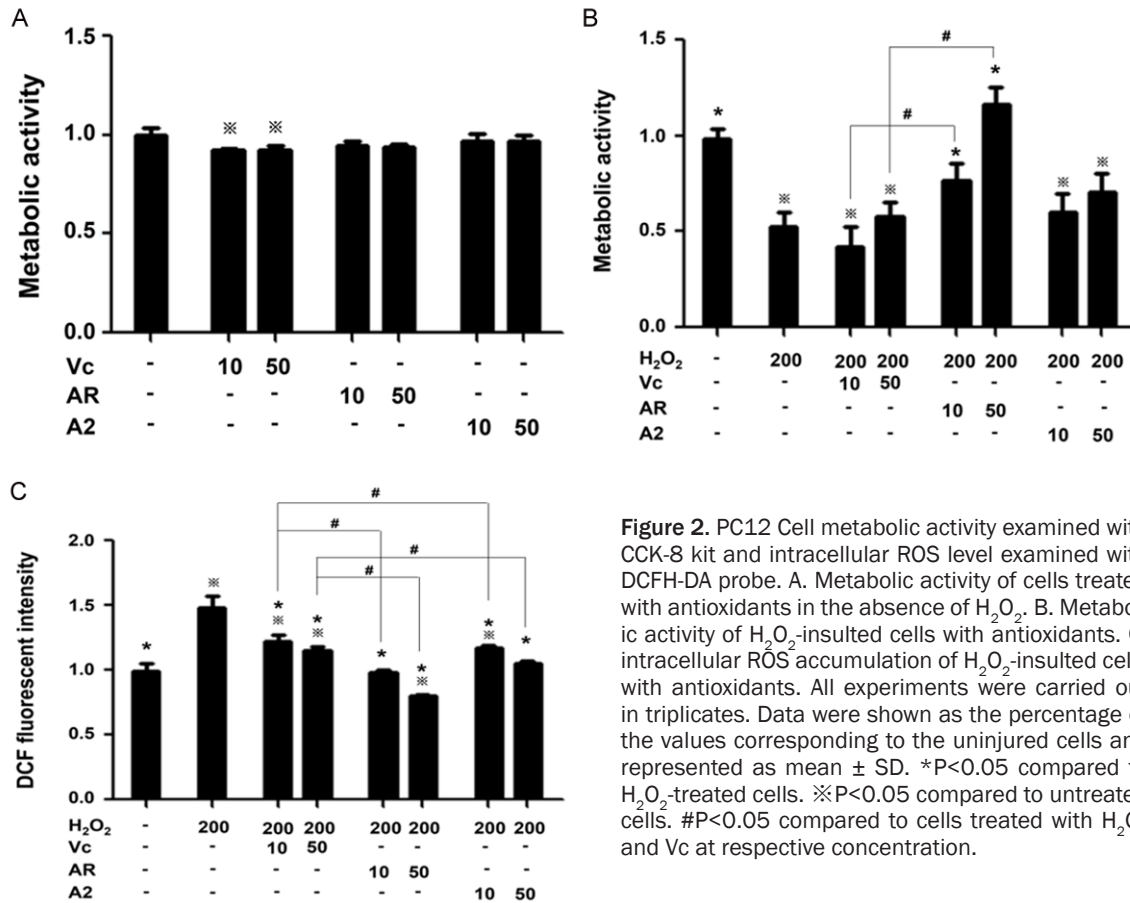 A
1.5
1.0
0.5
0.0
Metabolic activity
※ ※
- - - - - - -
Vc - 10 50 - - - -
AR - - - 10 50 - -
A2 - - - - - 10 50
B
1.5
1.0
0.5
0.0
Metabolic activity
#
#
* ※ ※ ※ * * ※ ※
H₂O₂ - 200 200 200 200 200 200 200
Vc - - 10 50 - - - -
AR - - - - 10 50 - -
A2 - - - - - - 10 50
C
2.0
1.5
1.0
0.5
0.0
DCF fluorescent intensity
#
#
#
#
* ※ *※ *※ * *※ *※ *
H₂O₂ - 200 200 200 200 200 200 200
Vc - - 10 50 - - - -
AR - - - - 10 50 - -
A2 - - - - - - 10 50
Figure 2. PC12 Cell metabolic activity examined wit
CCK-8 kit and intracellular ROS level examined wit
DCFH-DA probe. A. Metabolic activity of cells treate
with antioxidants in the absence of H₂O₂. B. Metabo
ic activity of H₂O₂-insulted cells with antioxidants.
intracellular ROS accumulation of H₂O₂-insulted cel
with antioxidants. All experiments were carried ou
in triplicates. Data were shown as the percentage
the values corresponding to the uninjured cells an
represented as mean ± SD. *P<0.05 compared
H₂O₂-treated cells. ※P<0.05 compared to untreate
cells. #P<0.05 compared to cells treated with H₂O
and Vc at respective concentration.